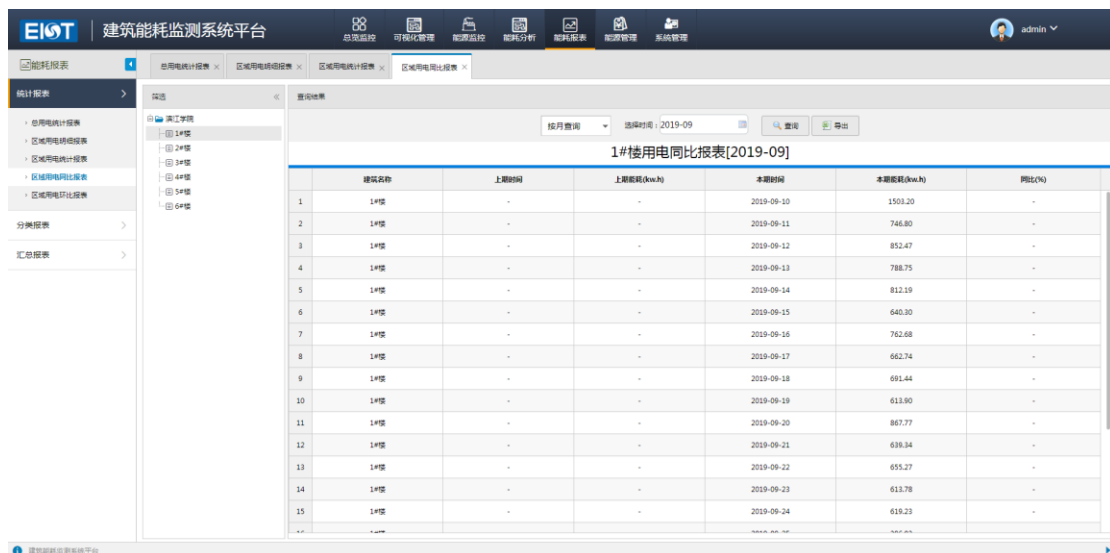 EIOT 建筑能耗监测系统平台 总览监控 可视化管理 能源监控 能耗分析 能耗报表 能源管理 系统管理 admin
能耗报表 总用电统计报表 × 区域用电明细报表 × 区域用电统计报表 × 区域用电同比报表 ×
统计报表
总用电统计报表
区域用电明细报表
区域用电统计报表
区域用电同比报表
区域用电环比报表
分类报表
汇总报表
筛选
滨江学院
1#楼
2#楼
3#楼
4#楼
5#楼
6#楼
查询结果
按月查询 选择时间: 2019-09 查询 导出
1#楼用电同比报表[2019-09]
建筑名称 上期时间 上期能耗(kw.h) 本期时间 本期能耗(kw.h) 同比(%)
1 1#楼 - - 2019-09-10 1503.20 -
2 1#楼 - - 2019-09-11 746.80 -
3 1#楼 - - 2019-09-12 852.47 -
4 1#楼 - - 2019-09-13 788.75 -
5 1#楼 - - 2019-09-14 812.19 -
6 1#楼 - - 2019-09-15 640.30 -
7 1#楼 - - 2019-09-16 762.68 -
8 1#楼 - - 2019-09-17 662.74 -
9 1#楼 - - 2019-09-18 691.44 -
10 1#楼 - - 2019-09-19 613.90 -
11 1#楼 - - 2019-09-20 867.77 -
12 1#楼 - - 2019-09-21 639.34 -
13 1#楼 - - 2019-09-22 655.27 -
14 1#楼 - - 2019-09-23 613.78 -
15 1#楼 - - 2019-09-24 619.23 -
建筑能耗监测系统平台